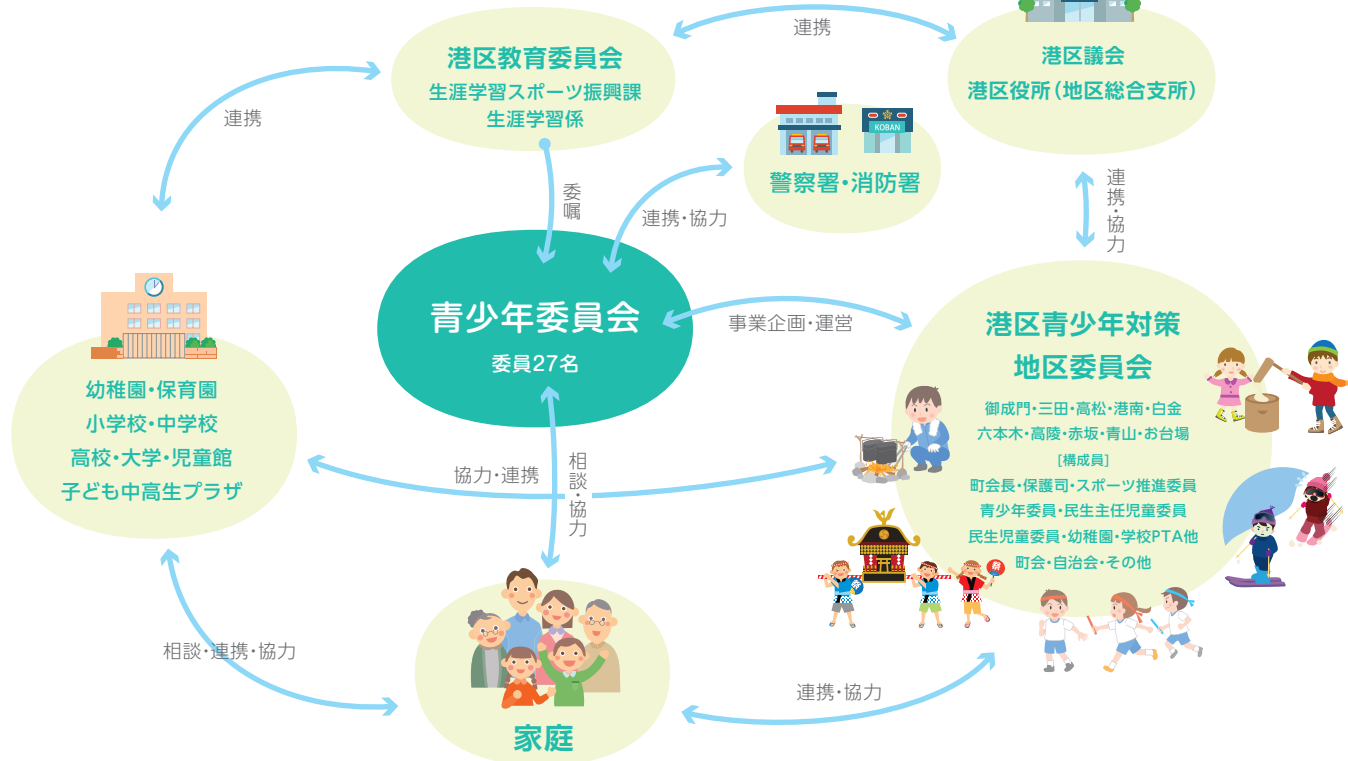 連携
港区教育委員会
生涯学習スポーツ振興課
生涯学習係
港区議会
港区役所（地区総合支所）
連携
KOBAN
警察署・消防署
委嘱
連携・協力
連携・協力
青少年委員会
委員27名
事業企画・運営
港区青少年対策
地区委員会
御成門・三田・高松・港南・白金
六本木・高陵・赤坂・青山・お台場
［構成員］
町会長・保護司・スポーツ推進委員
青少年委員・民生主任児童委員
民生児童委員・幼稚園・学校PTA他
町会・自治会・その他
幼稚園・保育園
小学校・中学校
高校・大学・児童館
子ども中高生プラザ
協力・連携
相談・協力
祭
祭
相談・連携・協力
連携・協力
家庭